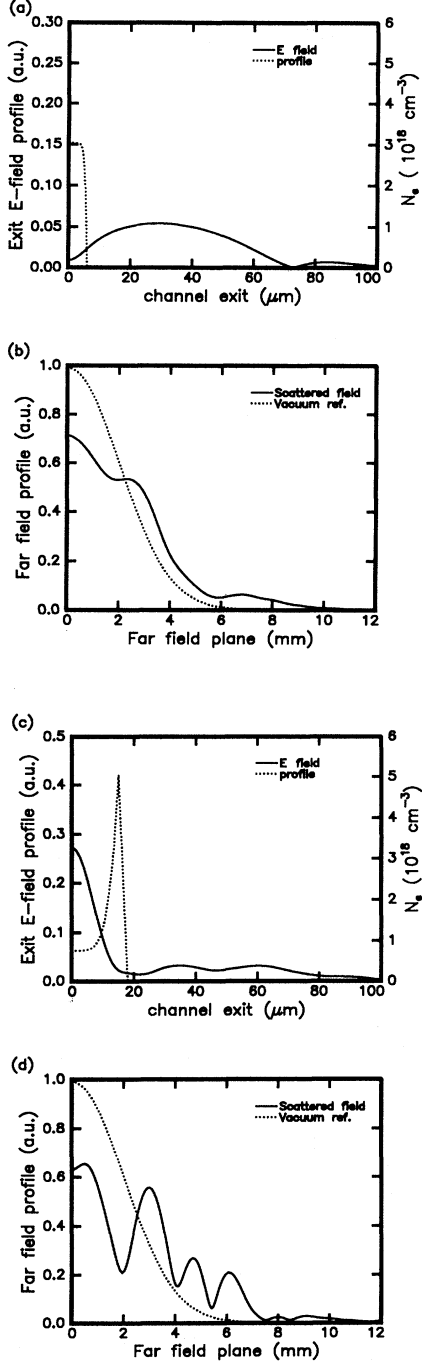 (a)
0.30
0.25
0.20
0.15
0.10
0.05
0.00
Exit E-field profile (a.u.)
E field
profile
6
5
4
3
2
1
0
Nₑ ( 10¹⁸ cm⁻³)
0 20 40 60 80 100
channel exit (μm)
(b)
1.0
0.8
0.6
0.4
0.2
0.0
Far field profile (a.u.)
Scattered field
Vacuum ref.
0 2 4 6 8 10 12
Far field plane (mm)
(c)
0.5
0.4
0.3
0.2
0.1
0.0
Exit E-field profile (a.u.)
E field
profile
6
5
4
3
2
1
0
Nₑ (10¹⁸ cm⁻³)
0 20 40 60 80 100
channel exit (μm)
(d)
1.0
0.8
0.6
0.4
0.2
0.0
Far field profile (a.u.)
Scattered field
Vacuum ref.
0 2 4 6 8 10 12
Far field plane (mm)